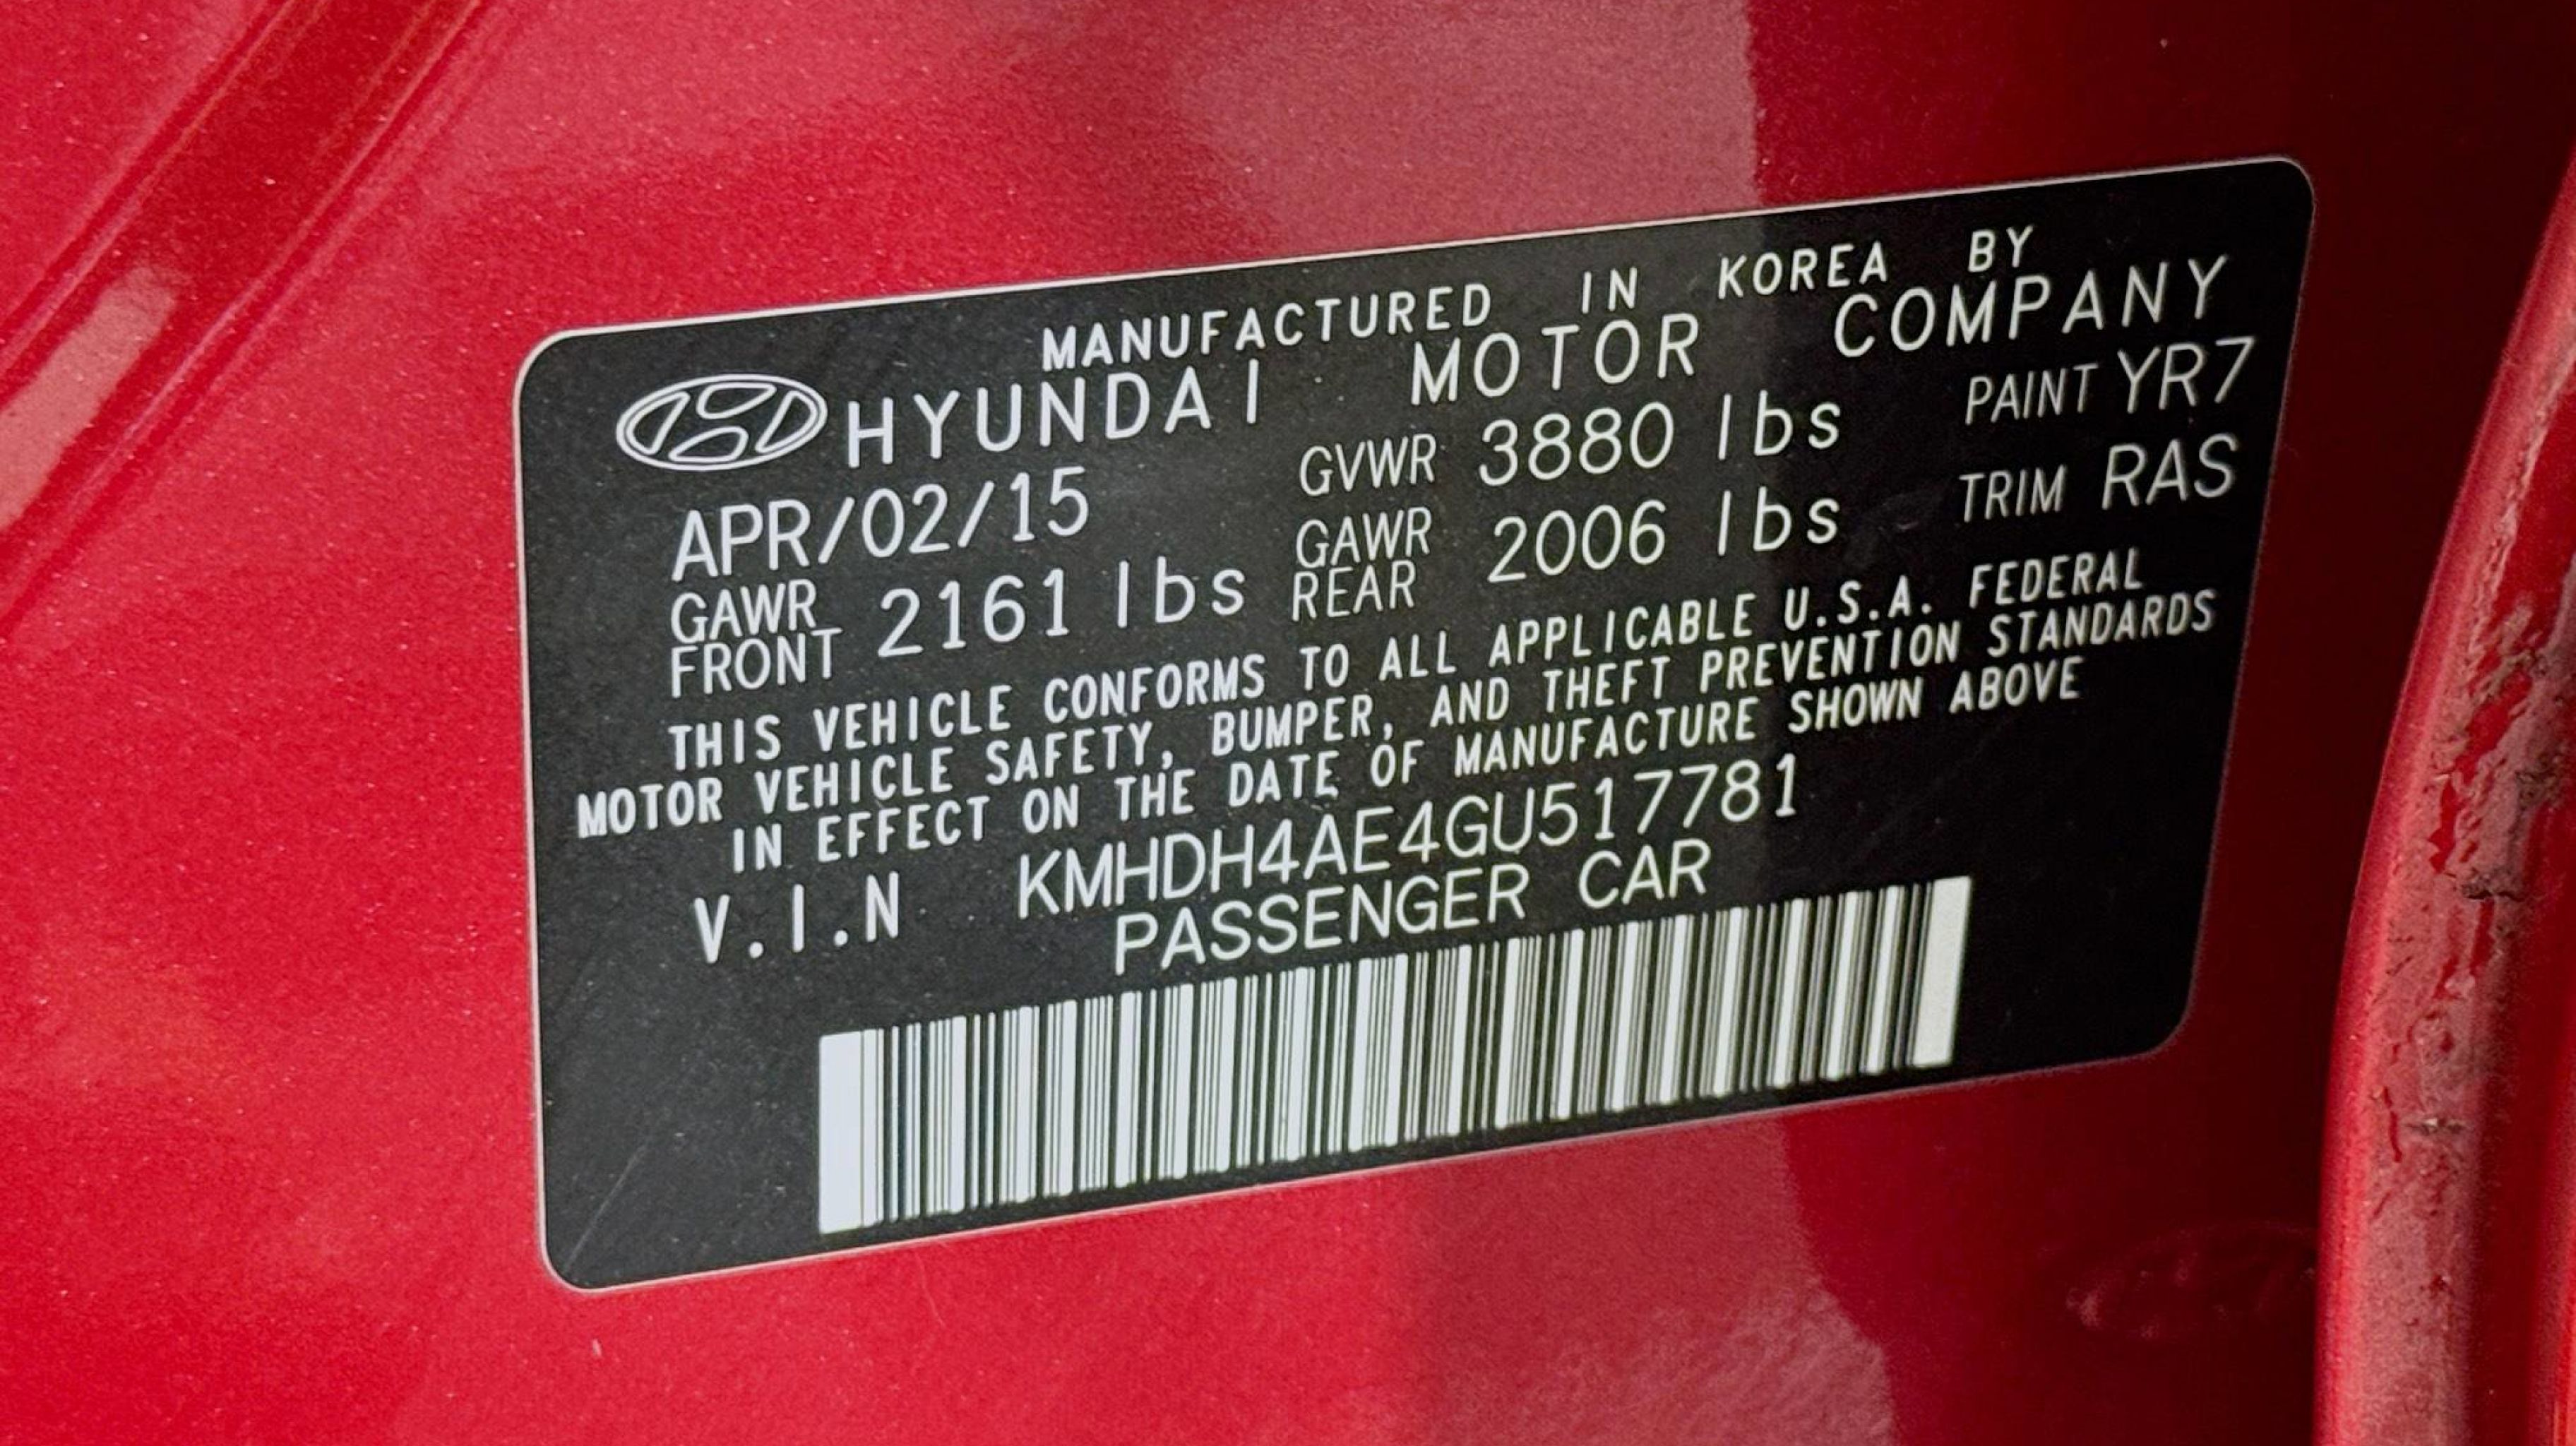 MANUFACTURED IN KOREA BY
HYUNDAI MOTOR COMPANY
APR/02/15 GVWR 3880 lbs PAINT YR7
GAWR FRONT 2161 lbs GAWR REAR 2006 lbs TRIM RAS
THIS VEHICLE CONFORMS TO ALL APPLICABLE U.S.A. FEDERAL
MOTOR VEHICLE SAFETY, BUMPER, AND THEFT PREVENTION STANDARDS
IN EFFECT ON THE DATE OF MANUFACTURE SHOWN ABOVE
V.I.N KMHDH4AE4GU517781
PASSENGER CAR